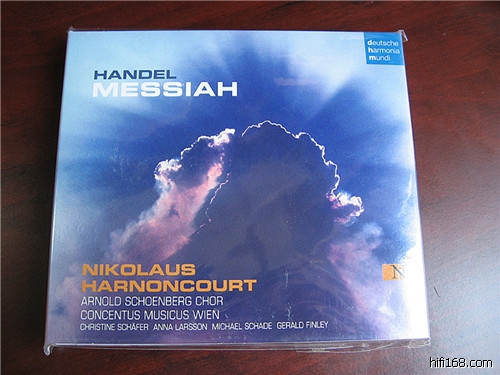 deutsche
harmonia
mundi
HANDEL
MESSIAH
NIKOLAUS
HARNONCOURT
N
ARNOLD SCHOENBERG CHOR
CONCENTUS MUSICUS WIEN
CHRISTINE SCHÄFER ANNA LARSSON MICHAEL SCHADE GERALD FINLEY
hifi168.com